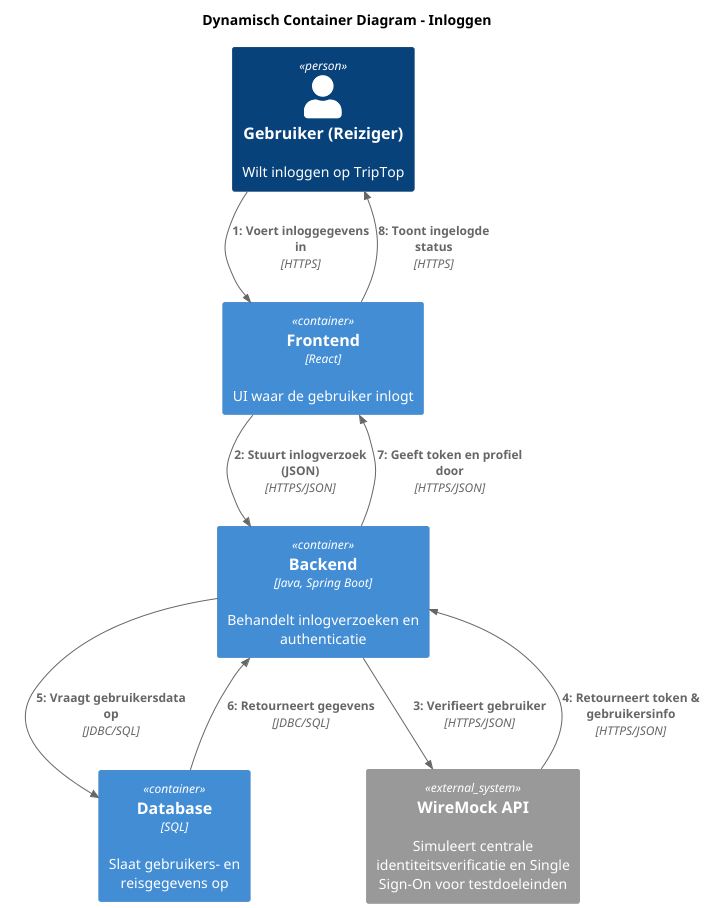 Dynamisch Container Diagram - Inloggen
«person»
Gebruiker (Reiziger)
Wilt inloggen op TripTop
1: Voert inloggegevens
in
[HTTPS]
8: Toont ingelogde
status
[HTTPS]
«container»
Frontend
[React]
UI waar de gebruiker inlogt
2: Stuurt inlogverzoek
(JSON)
[HTTPS/JSON]
7: Geeft token en profiel
door
[HTTPS/JSON]
«container»
Backend
[Java, Spring Boot]
Behandelt inlogverzoeken en
authenticatie
5: Vraagt gebruikersdata
op
[JDBC/SQL]
6: Retourneert gegevens
[JDBC/SQL]
3: Verifieert gebruiker
[HTTPS/JSON]
4: Retourneert token &
gebruikersinfo
[HTTPS/JSON]
«container»
Database
[SQL]
Slaat gebruikers- en
reisgegevens op
«external_system»
WireMock API
Simuleert centrale
identiteitsverificatie en Single
Sign-On voor testdoeleinden